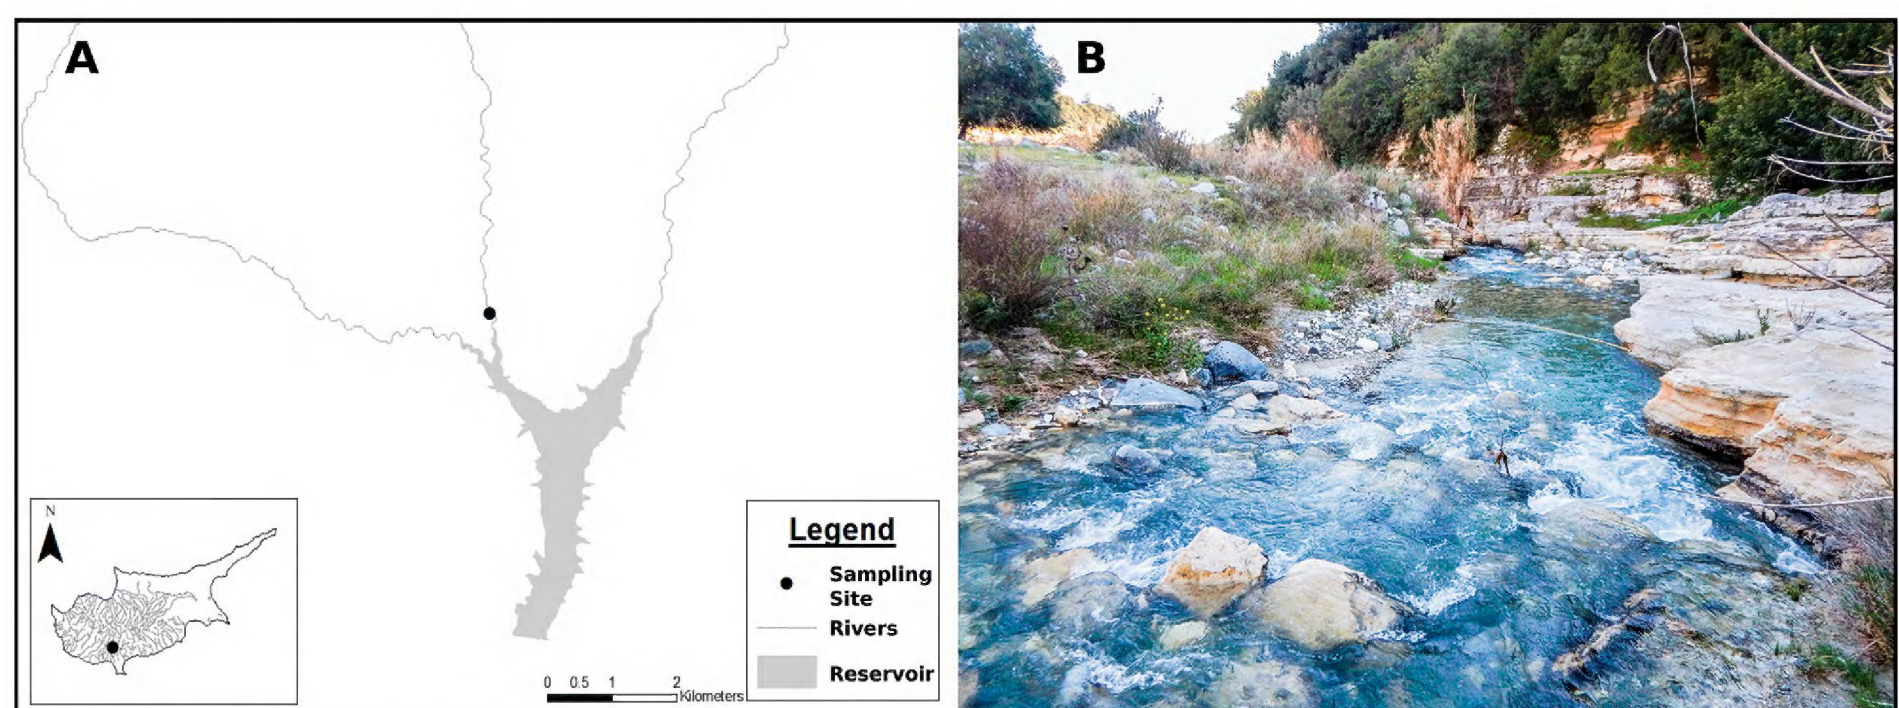 A
B
N
Legend
Sampling
Site
Rivers
Reservoir
0 0.5 1 2
Kilometers